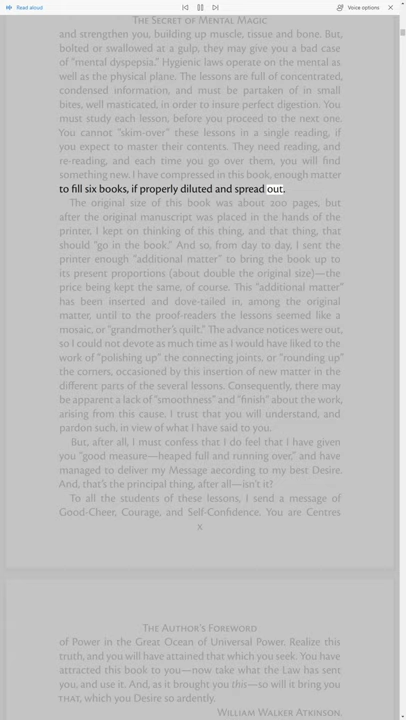 Read aloud
Voice options
THE SECRET OF MENTAL MAGIC
and strengthen you, building up muscle, tissue and bone. But,
bolted or swallowed at a gulp, they may give you a bad case
of "mental dyspepsia." Hygienic laws operate on the mental as
well as the physical plane. The lessons are full of concentrated,
condensed information, and must be partaken of in small
bites, well masticated, in order to insure perfect digestion. You
must study each lesson, before you proceed to the next one.
You cannot "skim-over" these lessons in a single reading, if
you expect to master their contents. They need reading, and
re-reading, and each time you go over them, you will find
something new. I have compressed in this book, enough matter
to fill six books, if properly diluted and spread out.
The original size of this book was about 200 pages, but
after the original manuscript was placed in the hands of the
printer, I kept on thinking of this thing, and that thing, that
should "go in the book." And so, from day to day, I sent the
printer enough "additional matter" to bring the book up to
its present proportions (about double the original size)—the
price being kept the same, of course. This "additional matter"
has been inserted and dove-tailed in, among the original
matter, until to the proof-readers the lessons seemed like a
mosaic, or "grandmother's quilt." The advance notices were out,
so I could not devote as much time as I would have liked to the
work of "polishing up" the connecting joints, or "rounding up"
the corners, occasioned by this insertion of new matter in the
different parts of the several lessons. Consequently, there may
be apparent a lack of "smoothness" and "finish" about the work,
arising from this cause. I trust that you will understand, and
pardon such, in view of what I have said to you.
But, after all, I must confess that I do feel that I have given
you "good measure—heaped full and running over," and have
managed to deliver my Message aecording to my best Desire.
And, that's the principal thing, after all—isn't it?
To all the students of these lessons, I send a message of
Good-Cheer, Courage, and Self-Confidence. You are Centres
x
THE AUTHOR'S FOREWORD
of Power in the Great Ocean of Universal Power. Realize this
truth, and you will have attained that which you seek. You have
attracted this book to you—now take what the Law has sent
you, and use it. And, as it brought you this—so will it bring you
THAT, which you Desire so ardently.
WILLIAM WALKER ATKINSON.